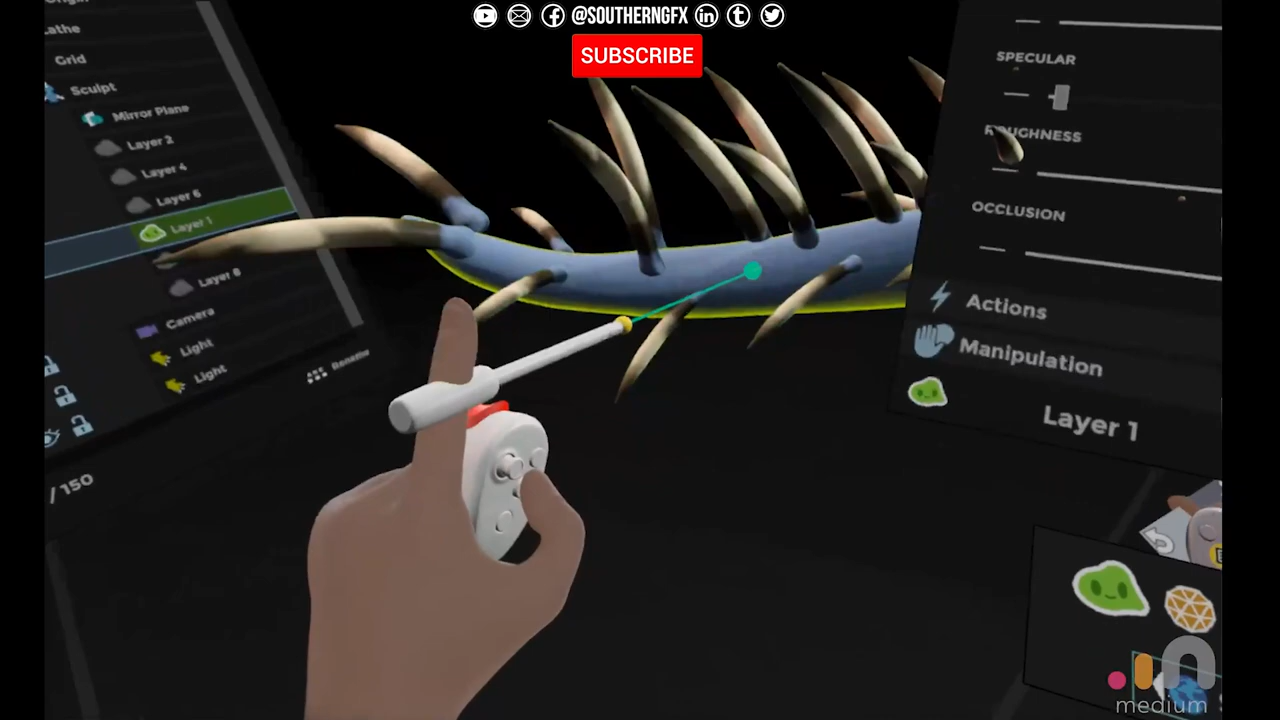 @SOUTHERNGFX
SUBSCRIBE
Lathe
Grid
Sculpt
Mirror Plane
Layer 2
Layer 4
Layer 6
Layer 1
Layer 8
Camera
Light
Light
/ 150
SPECULAR
ROUGHNESS
OCCLUSION
Actions
Manipulation
Layer 1
medium